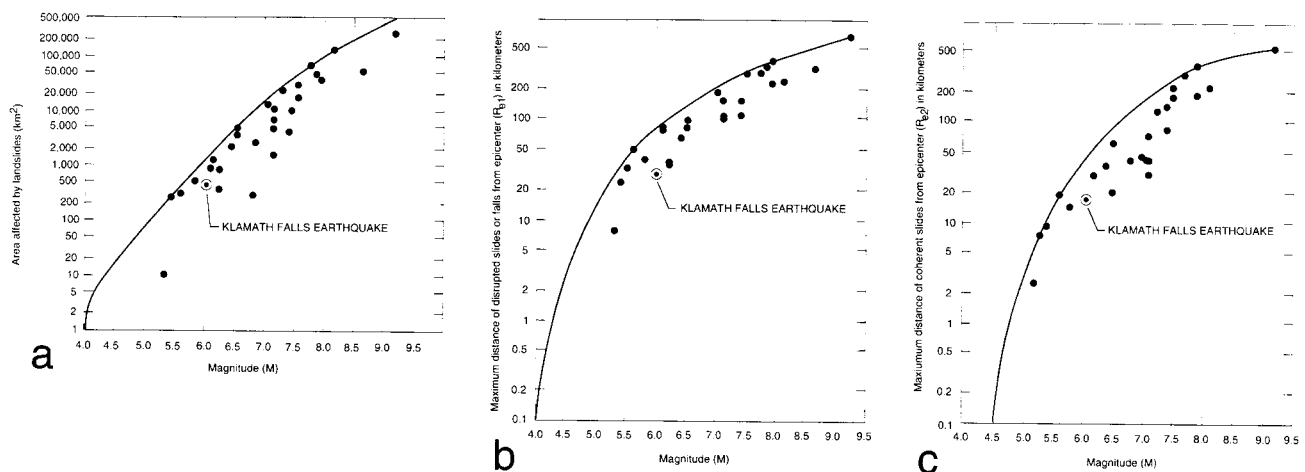 Area affected by landslides (km²)
500,000
200,000
100,000
50,000
20.000
10,000
5,000
2,000
1,000
500
200
100
50
20
10
5
2
1
KLAMATH FALLS EARTHQUAKE
4.0 5.5 5.0 5.5 6.0 6.5 7.0 7.5 8.0 8.5 9.5
Magnitude (M)
a
Maximum distance of disrupted slides or falls from epicenter (Re1) in kilometers
500
200
100
50
20
10
5
2
1
0.5
0.2
0.1
KLAMATH FALLS EARTHQUAKE
4.0 4.5 5.0 5.5 6.0 6.5 7.0 7.5 8.0 8.5 9.0 9.5
Magnitude (M)
b
Maxiumum distance of coherent slides from epicenter (Re2) in kilometers
500
200
100
50
20
10
5
2
1
0.5
0.2
0.1
KLAMATH FALLS EARTHQUAKE
4.0 4.5 5.0 5.5 6.0 6.5 7.0 7.5 8.0 8.5 9.0 9.5
Magnitude (M)
c